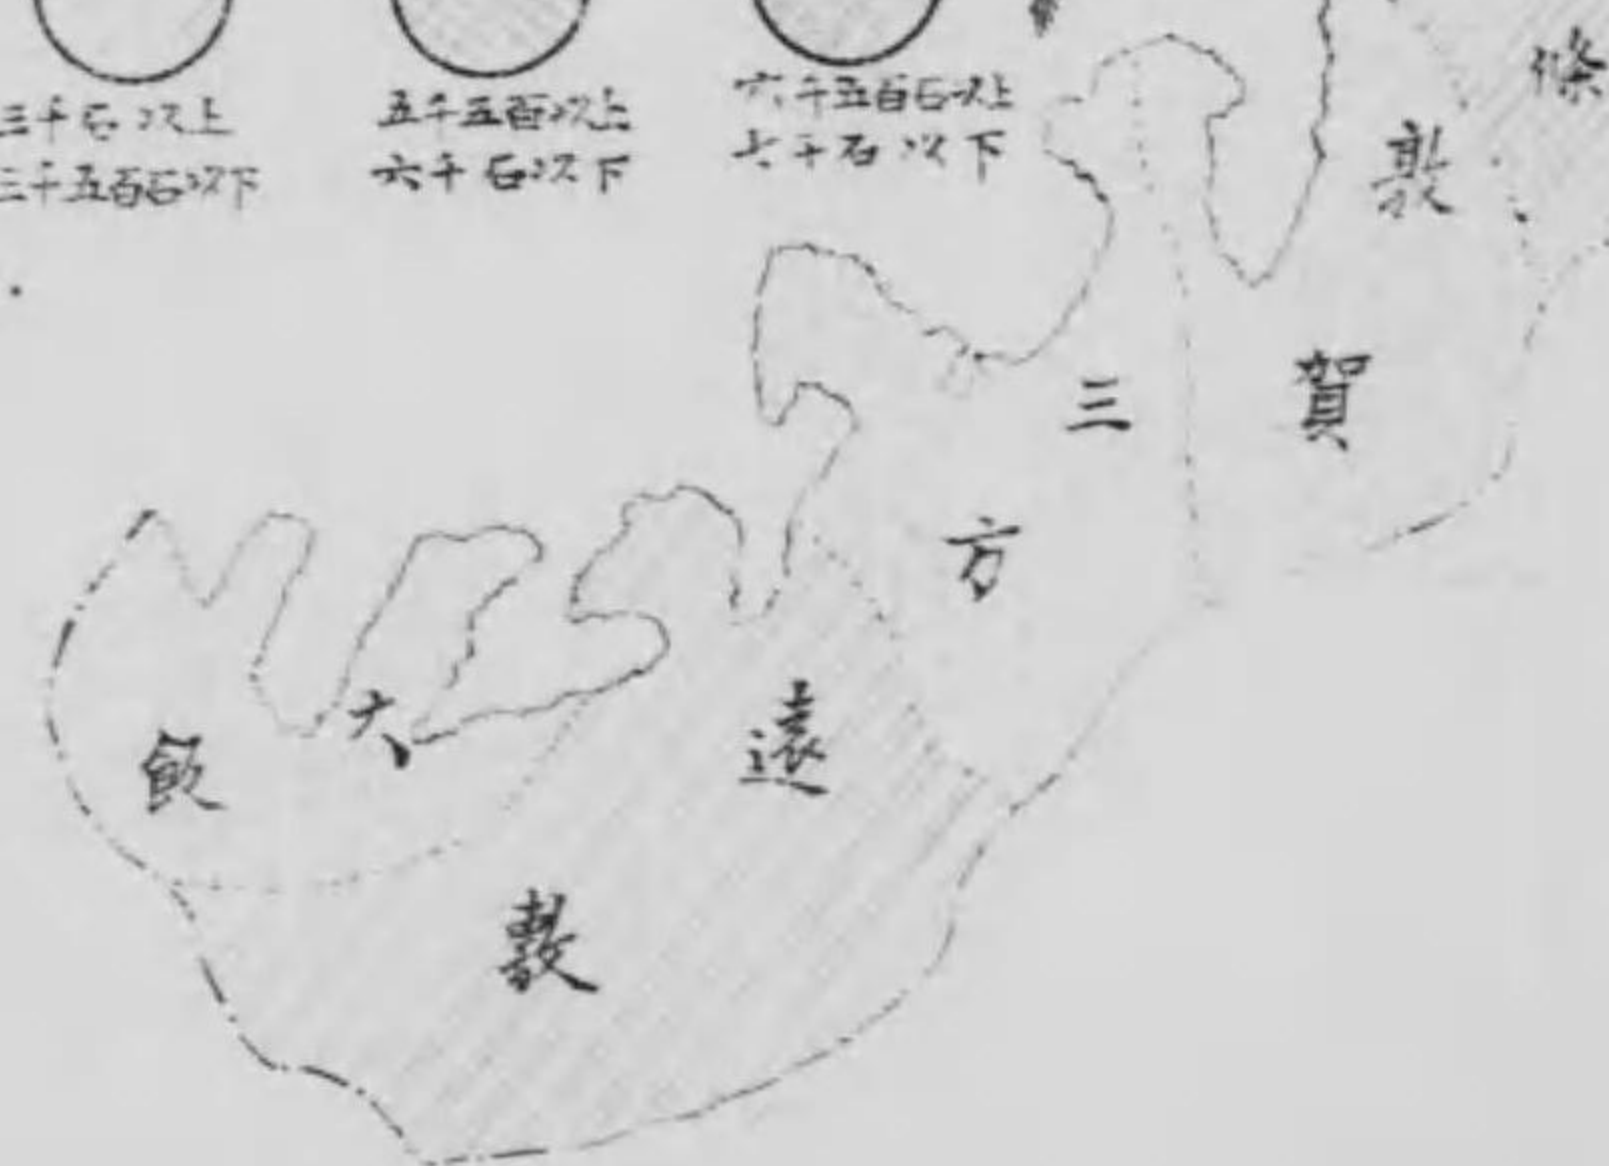 三千石以上
三千五百石以下
五千五百以上
六千石以下
六千五百石以上
七千石以下
條
敦賀
三方
遠敷
大飯